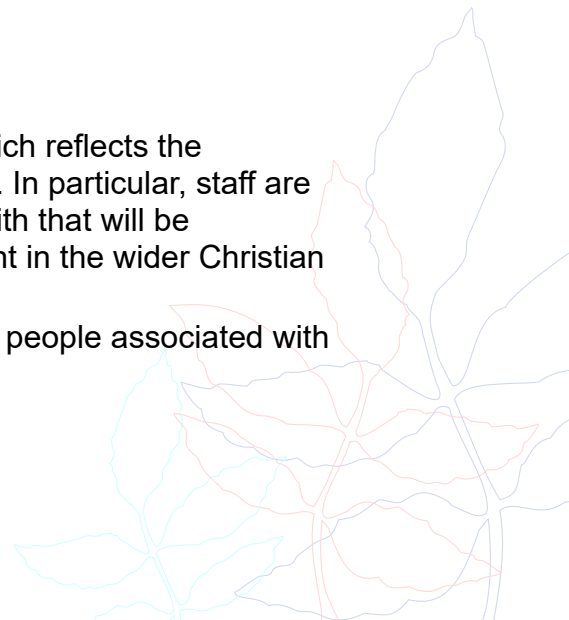 ich reflects the
. In particular, staff are
ith that will be
nt in the wider Christian
people associated with